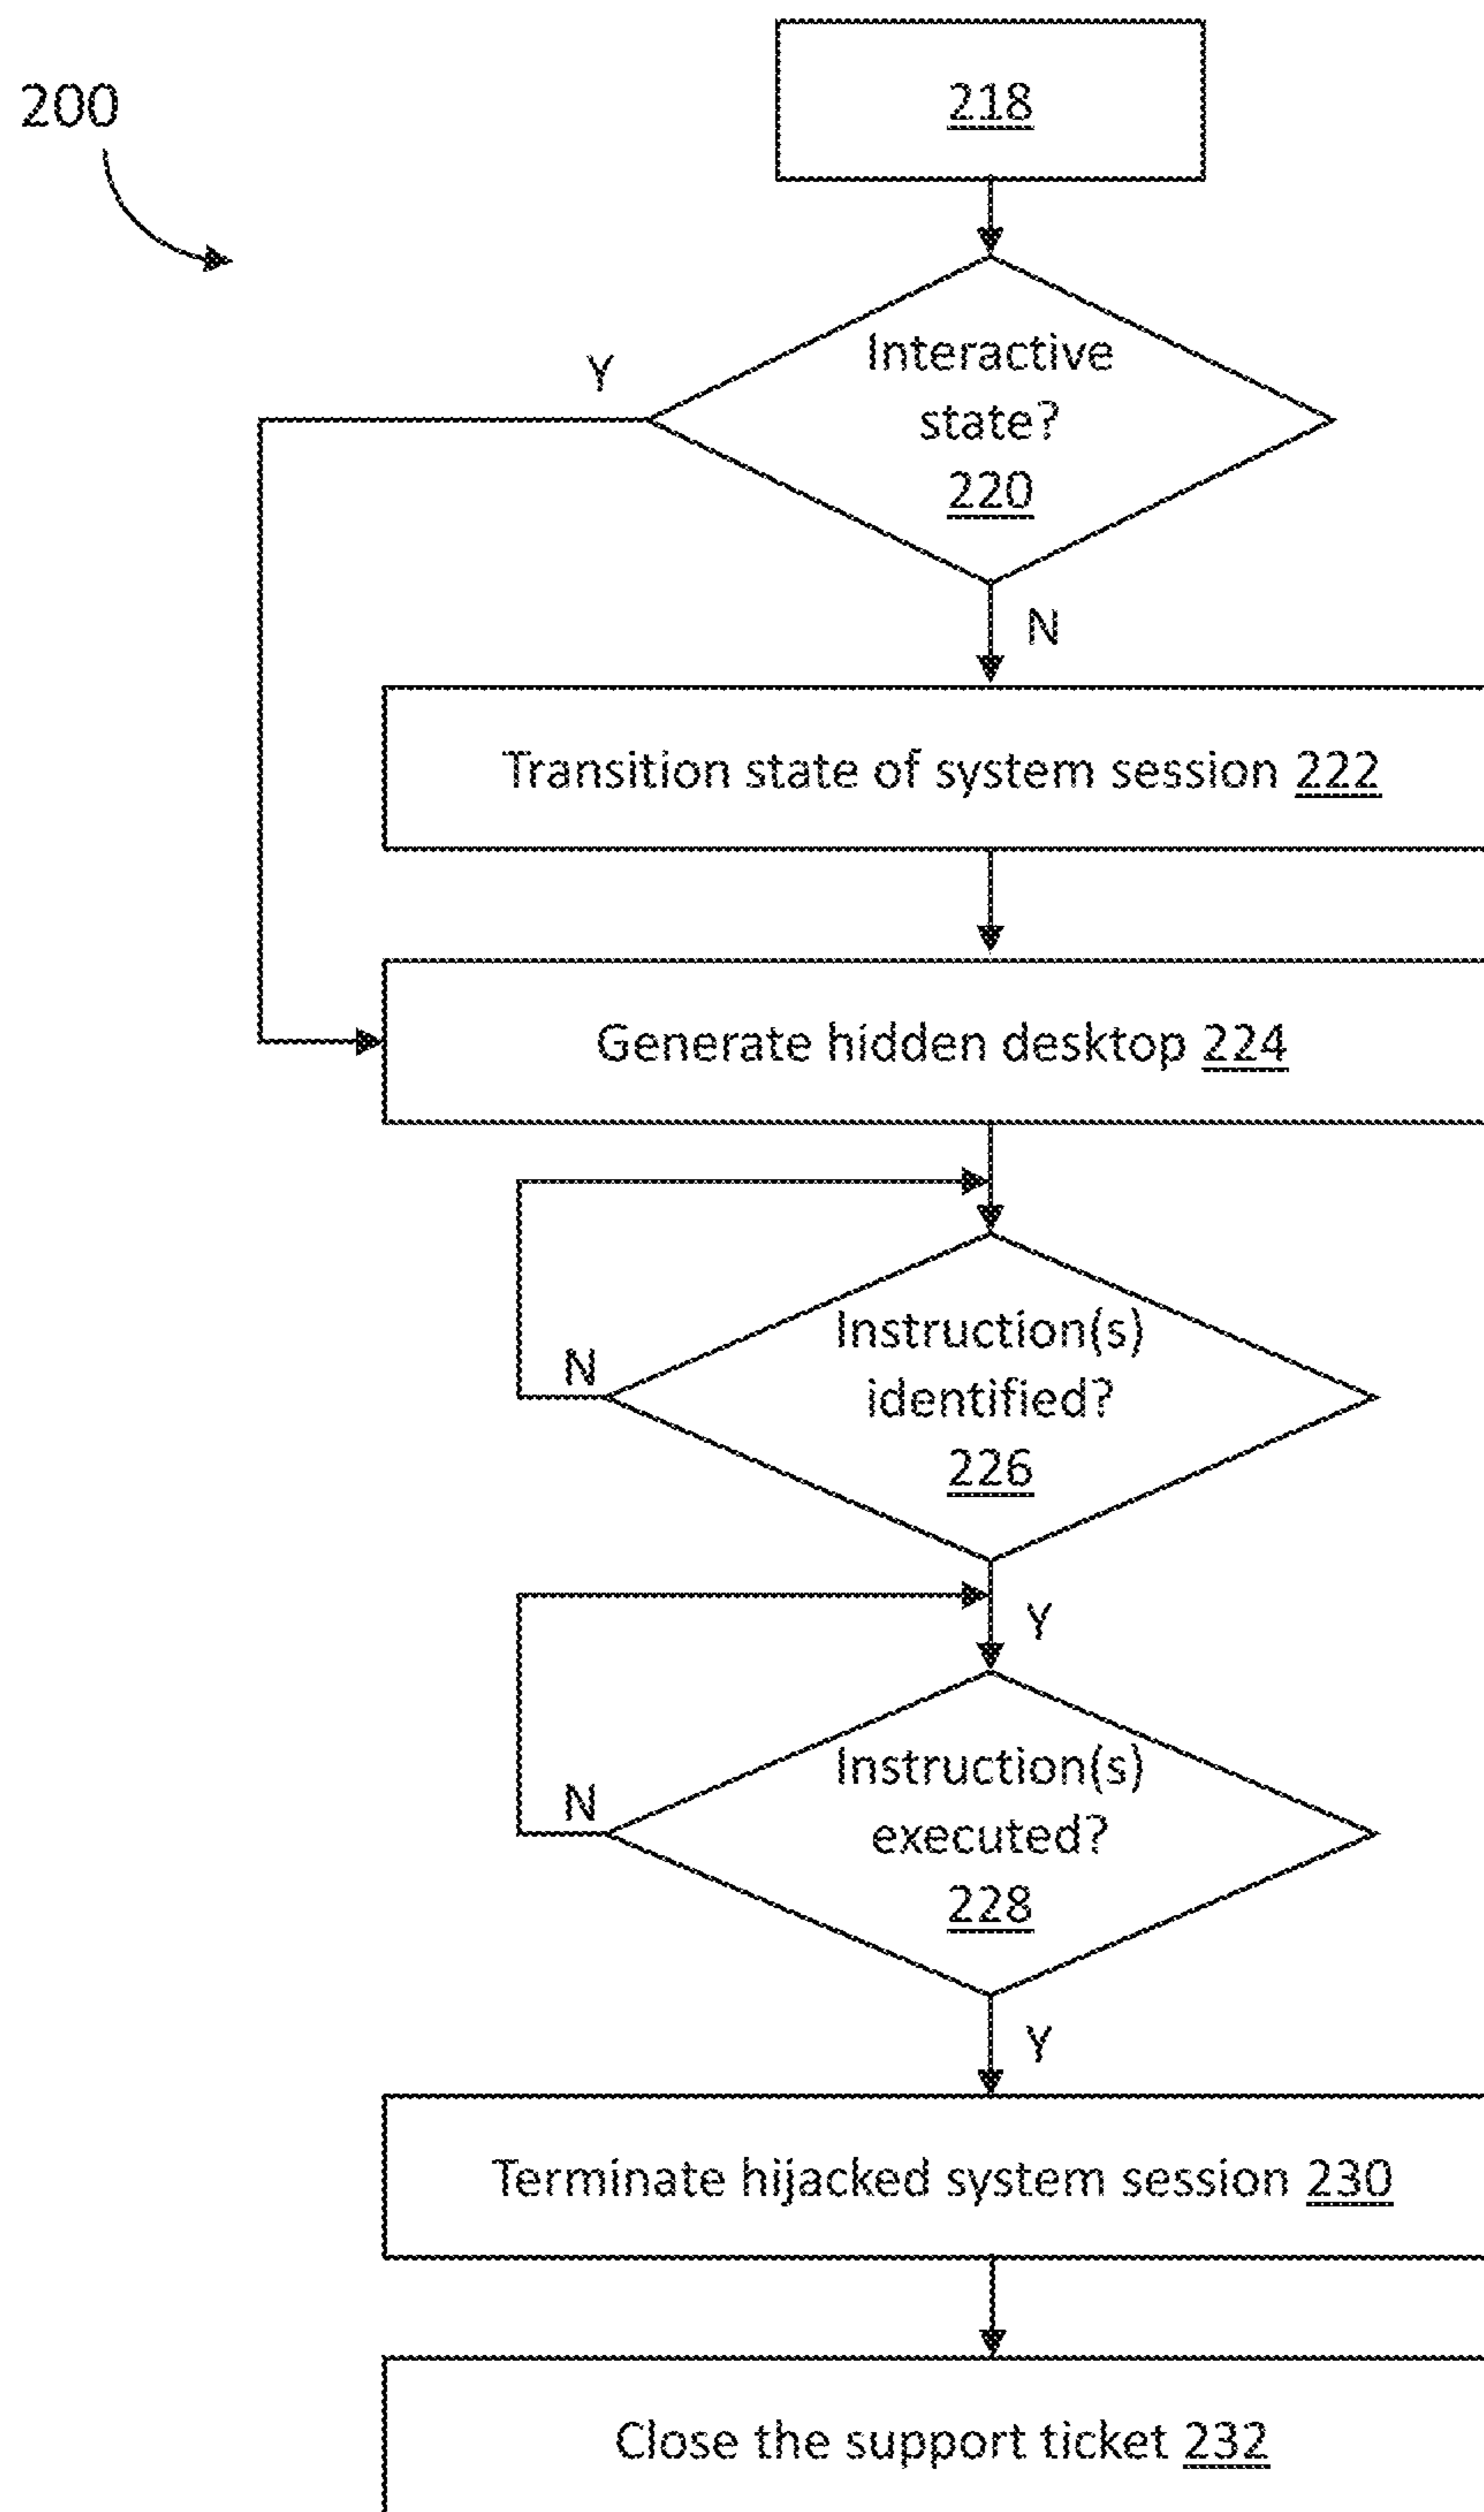 200
218
Y
Interactive
state?
220
N
Transition state of system session 222
Generate hidden desktop 224
Instruction(s)
N
identified?
226
Y
Instruction(s)
N
executed?
228
Y
Terminate hijacked system session 230
Close the support ticket 232